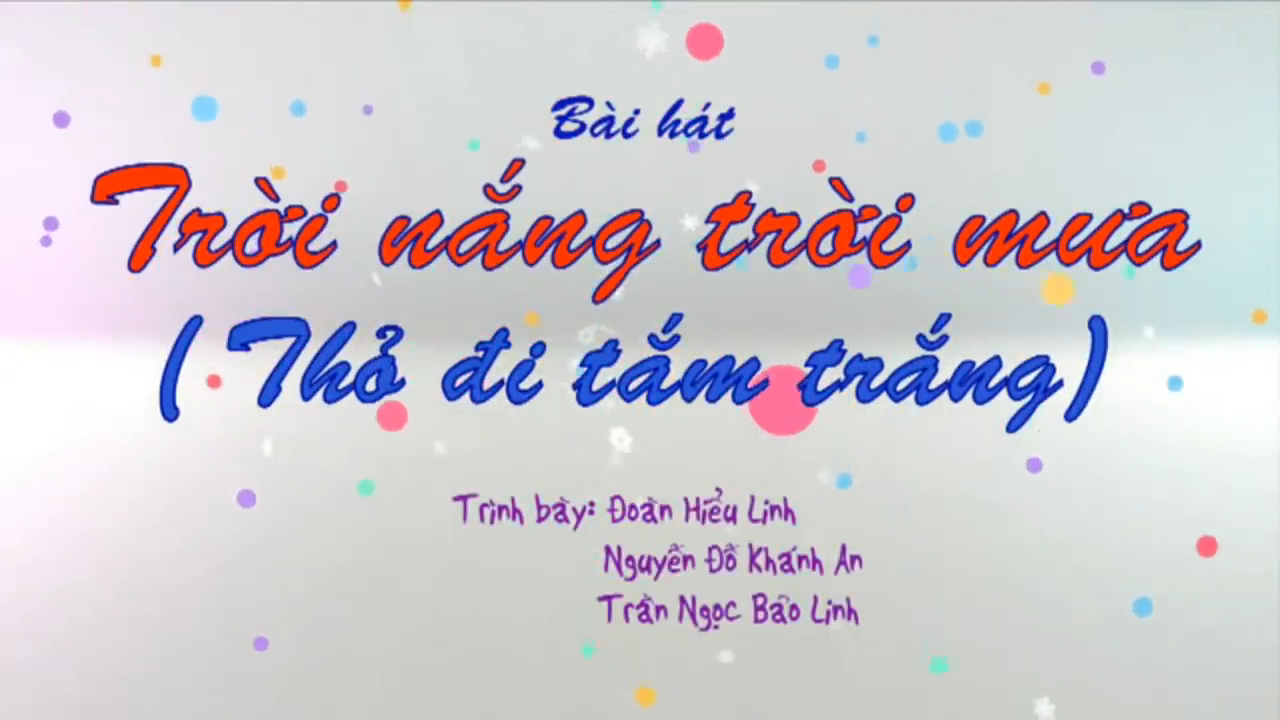 Bài hát
Trời nắng trời mưa
( Thỏ đi tắm trắng)
Trình bày: Đoàn Hiểu Linh
Nguyễn Đỗ Khánh An
Trần Ngọc Bảo Linh